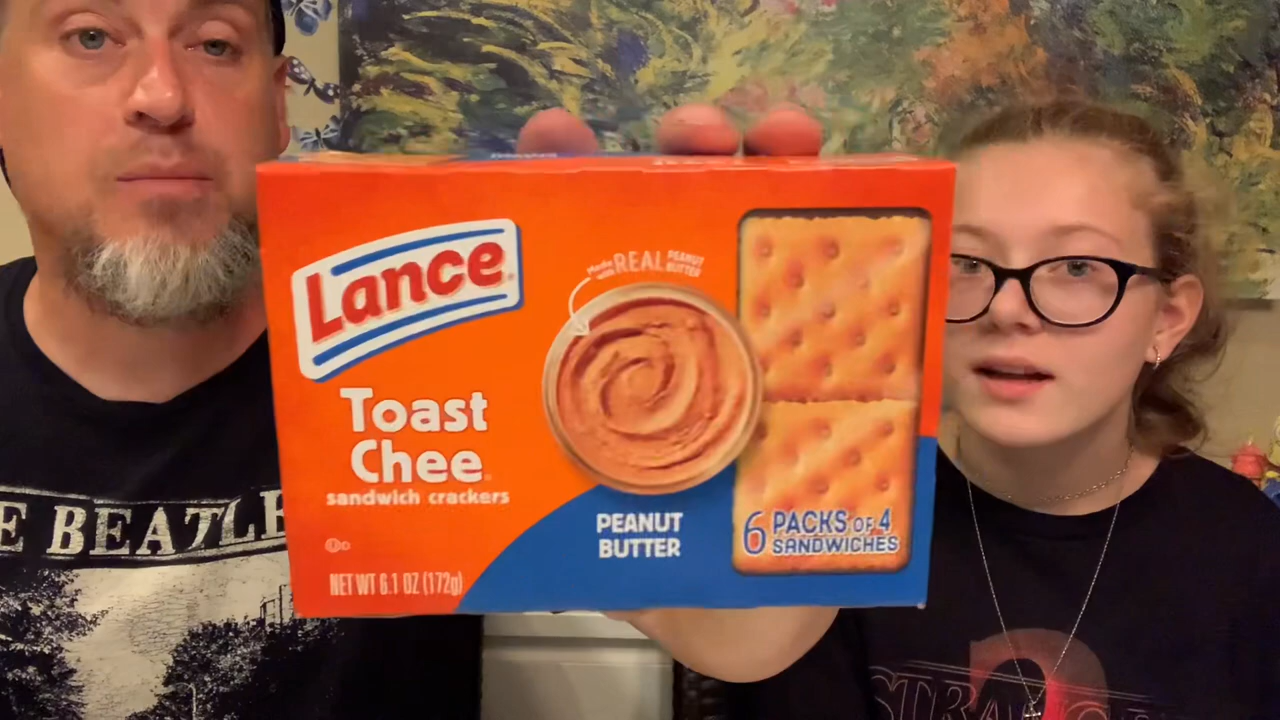 Lance
Made with REAL PEANUT BUTTER
Toast
Chee
sandwich crackers
PEANUT
BUTTER
6 PACKS OF 4
SANDWICHES
NET WT 6.1 OZ (172g)
E BEATLE
STRA